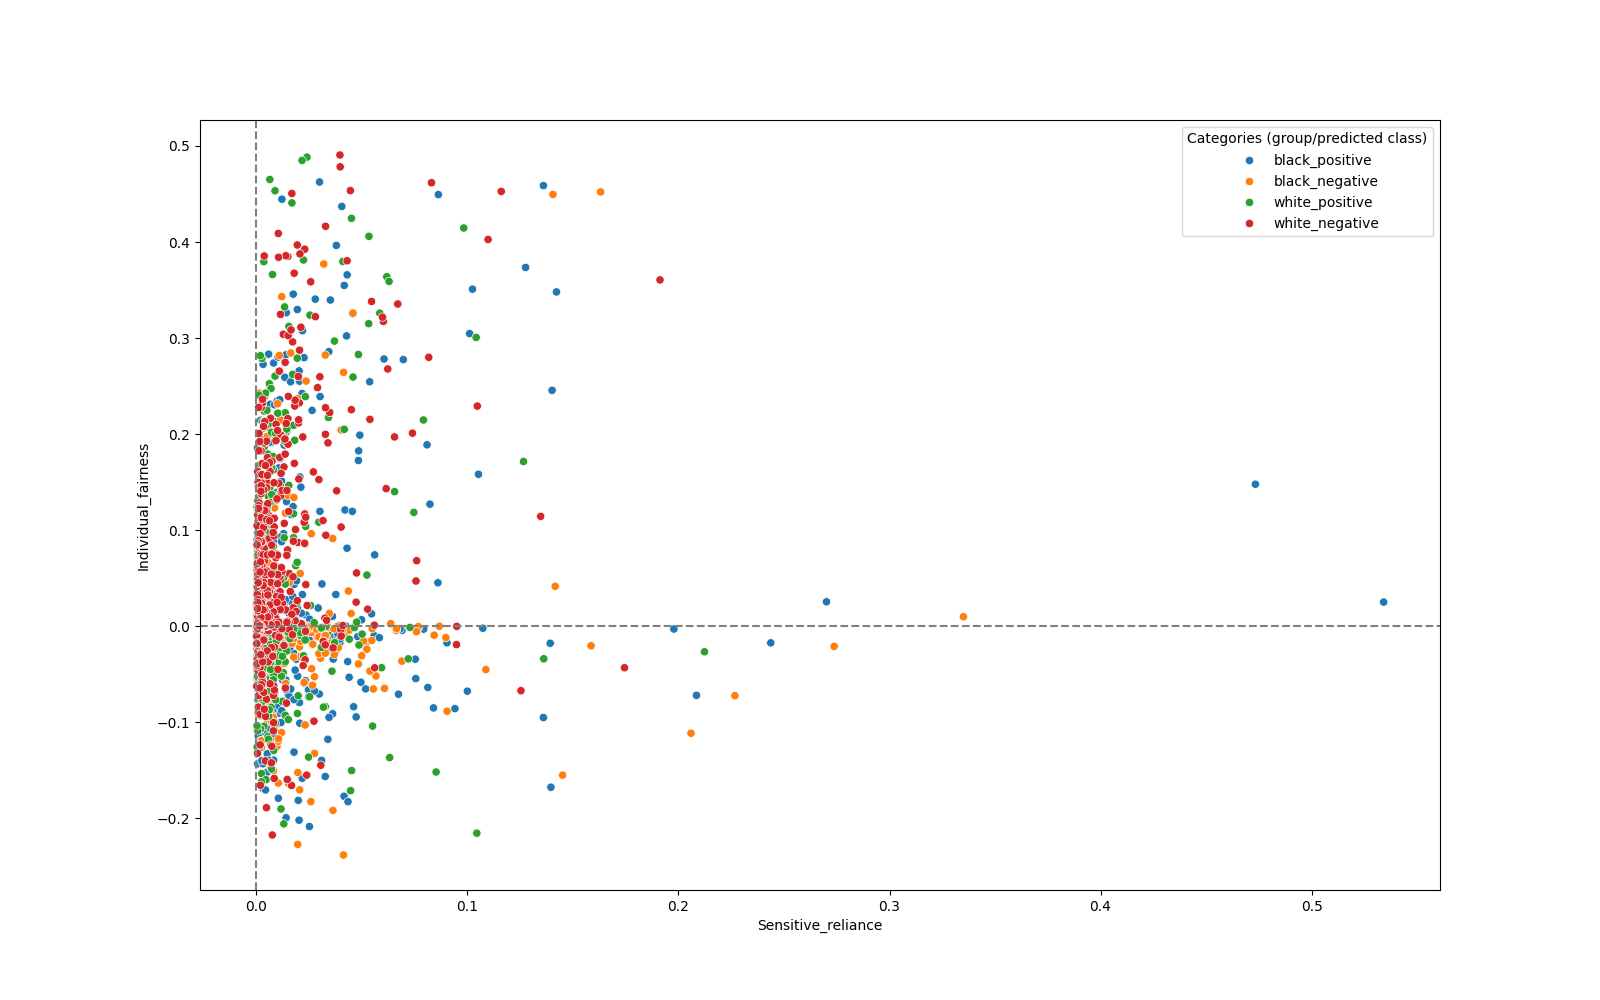 Categories (group/predicted class)
black_positive
black_negative
white_positive
white_negative
0.5
0.4
0.3
0.2
0.1
0.0
−0.1
−0.2
Individual_fairness
0.0 0.1 0.2 0.3 0.4 0.5
Sensitive_reliance